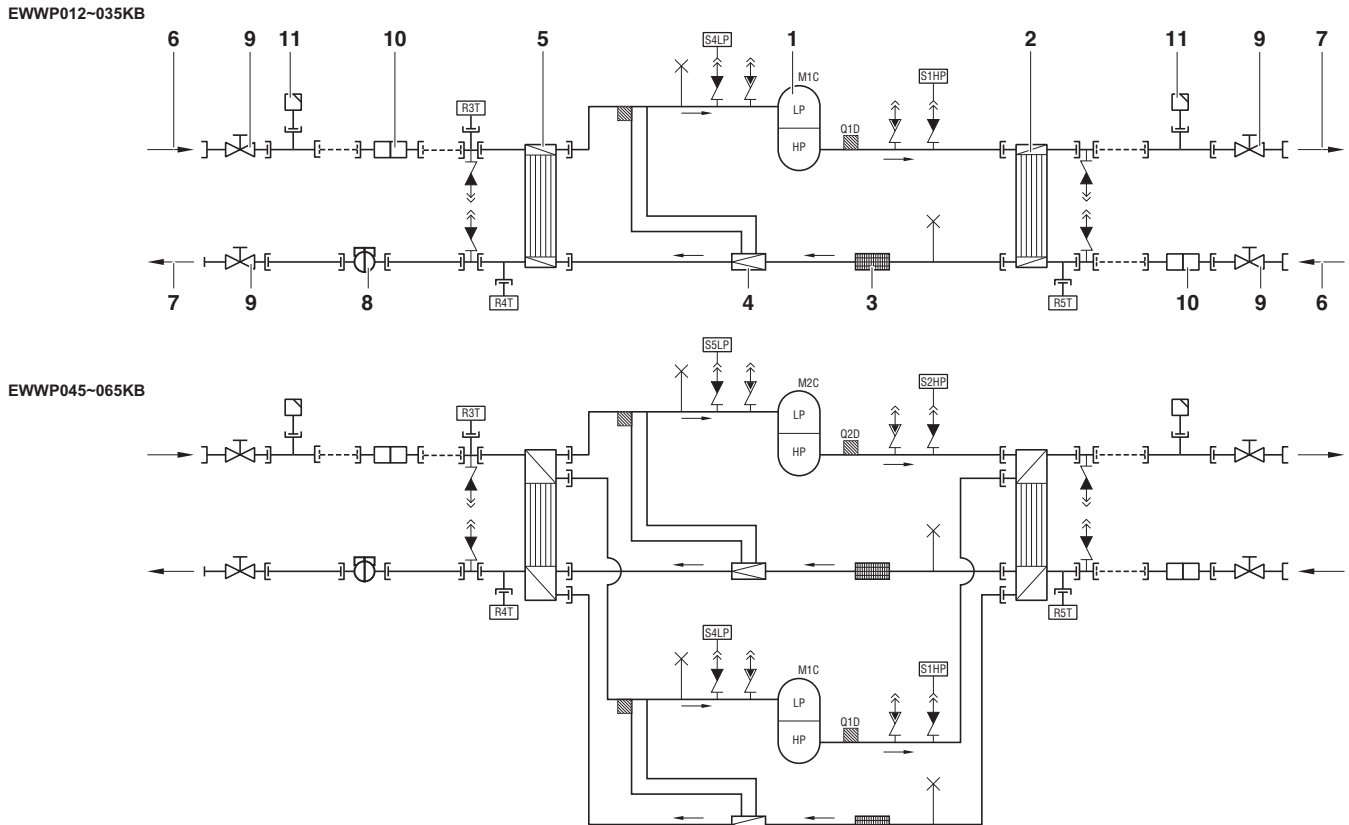 EWWP012~035KB
6 9 11 10 5 1 2 11 9 7
S4LP
M1C
S1HP
R3T
LP
Q1D
HP
R4T
R5T
7 9 8 4 3 10 9 6
EWWP045~065KB
S5LP
M2C
S2HP
R3T
LP
Q2D
HP
R4T
R5T
S4LP
M1C
S1HP
LP
Q1D
HP